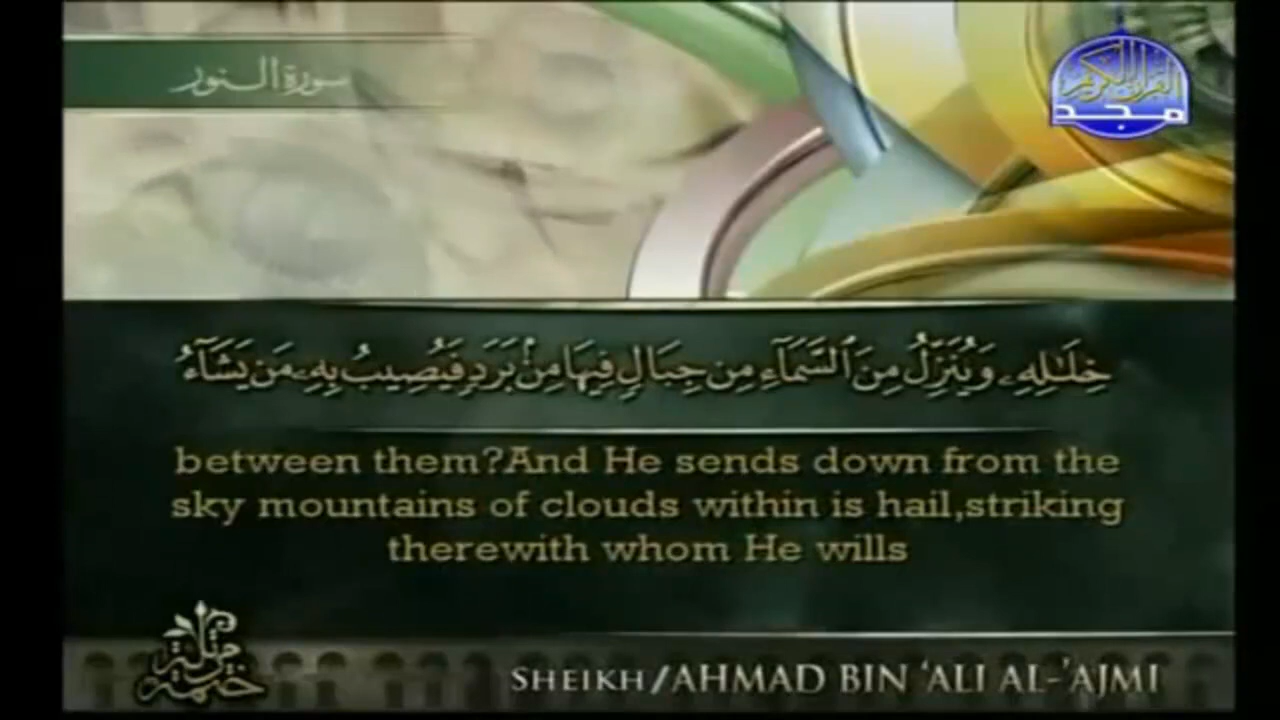 سورة النور
القرآن الكريم
مجد
خِلَٰلِهِۦ وَيُنَزِّلُ مِنَ ٱلسَّمَآءِ مِن جِبَالٍ فِيهَا مِنۢ بَرَدٍ فَيُصِيبُ بِهِۦ مَن يَشَآءُ
between them?And He sends down from the
sky mountains of clouds within is hail,striking
therewith whom He wills
ختمة مرتلة
SHEIKH/AHMAD BIN ‘ALI AL-’AJMI